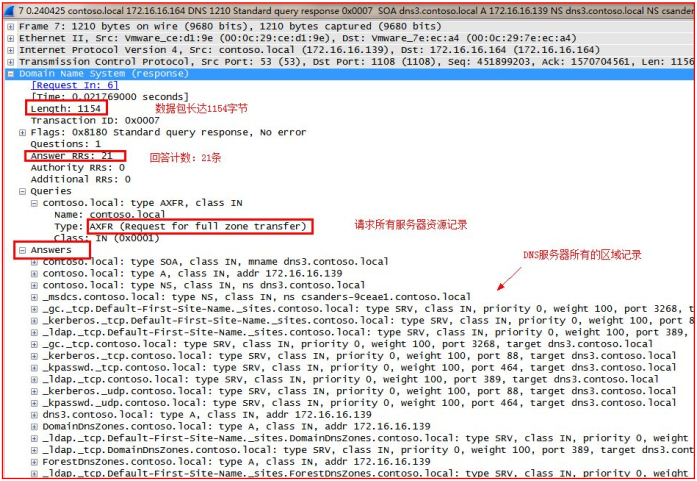 7 0.240425 contoso.local 172.16.16.164 DNS 1210 Standard query response 0x0007 SOA dns3.contoso.local A 172.16.16.139 NS dns3.contoso.local NS csander
Frame 7: 1210 bytes on wire (9680 bits), 1210 bytes captured (9680 bits)
Ethernet II, Src: Vmware_ce:d1:9e (00:0c:29:ce:d1:9e), Dst: Vmware_7e:ec:a4 (00:0c:29:7e:ec:a4)
Internet Protocol Version 4, Src: contoso.local (172.16.16.139), Dst: 172.16.16.164 (172.16.16.164)
Transmission Control Protocol, Src Port: 53 (53), Dst Port: 1108 (1108), Seq: 451899203, Ack: 1570704561, Len: 1156
Domain Name System (response)
[Request In: 6]
[Time: 0.021769000 seconds]
Length: 1154 数据包长达1154字节
Transaction ID: 0x0007
Flags: 0x8180 Standard query response, No error
Questions: 1
Answer RRs: 21 回答计数：21条
Authority RRs: 0
Additional RRs: 0
Queries
contoso.local: type AXFR, class IN
Name: contoso.local
Type: AXFR (Request for full zone transfer) 请求所有服务器资源记录
Class: IN (0x0001)
Answers DNS服务器所有的区域记录
contoso.local: type SOA, class IN, mname dns3.contoso.local
contoso.local: type A, class IN, addr 172.16.16.139
contoso.local: type NS, class IN, ns dns3.contoso.local
_msdcs.contoso.local: type NS, class IN, ns csanders-9ceae1.contoso.local
_gc._tcp.Default-First-Site-Name._sites.contoso.local: type SRV, class IN, priority 0, weight 100, port 3268, t
_kerberos._tcp.Default-First-Site-Name._sites.contoso.local: type SRV, class IN, priority 0, weight 100, port 8
_ldap._tcp.Default-First-Site-Name._sites.contoso.local: type SRV, class IN, priority 0, weight 100, port 389,
_gc._tcp.contoso.local: type SRV, class IN, priority 0, weight 100, port 3268, target dns3.contoso.local
_kerberos._tcp.contoso.local: type SRV, class IN, priority 0, weight 100, port 88, target dns3.contoso.local
_kpasswd._tcp.contoso.local: type SRV, class IN, priority 0, weight 100, port 464, target dns3.contoso.local
_ldap._tcp.contoso.local: type SRV, class IN, priority 0, weight 100, port 389, target dns3.contoso.local
_kerberos._udp.contoso.local: type SRV, class IN, priority 0, weight 100, port 88, target dns3.contoso.local
_kpasswd._udp.contoso.local: type SRV, class IN, priority 0, weight 100, port 464, target dns3.contoso.local
dns3.contoso.local: type A, class IN, addr 172.16.16.139
DomainDnsZones.contoso.local: type A, class IN, addr 172.16.16.139
_ldap._tcp.Default-First-Site-Name._sites.DomainDnsZones.contoso.local: type SRV, class IN, priority 0, weight
_ldap._tcp.DomainDnsZones.contoso.local: type SRV, class IN, priority 0, weight 100, port 389, target dns3.cont
ForestDnsZones.contoso.local: type A, class IN, addr 172.16.16.139
_ldap._tcp.Default-First-Site-Name._sites.ForestDnsZones.contoso.local: type SRV, class IN, priority 0, weight